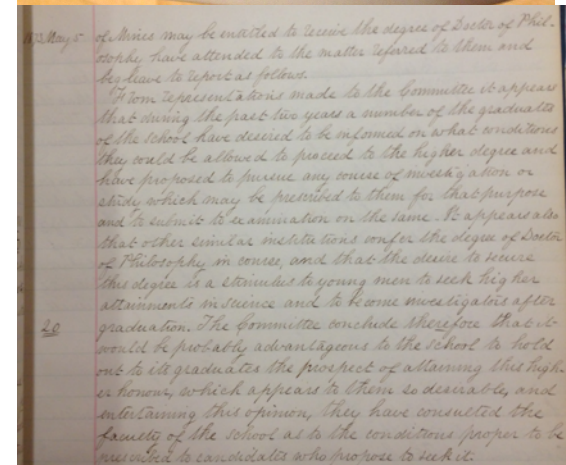 1873 May 5 of Mines may be entitled to receive the degree of Doctor of Phil-
osophy have attended to the matter referred to them and
beg leave to report as follows.
From representations made to the Committee it appears
that during the past two years a number of the graduates
of the school have desired to be informed on what conditions
they could be allowed to proceed to the higher degree and
have proposed to pursue any course of investigation or
study which may be prescribed to them for that purpose
and to submit to examination on the same. It appears also
that other similar institutions confer the degree of Doctor
of Philosophy in course, and that the desire to secure
this degree is a stimulus to young men to seek higher
attainments in science and to become investigators after
20 graduation. The Committee conclude therefore that it
would be probably advantageous to the school to hold
out to its graduates the prospect of attaining this high-
er honour, which appears to them so desirable, and
entertaining this opinion, they have consulted the
faculty of the school as to the conditions proper to be
prescribed to candidates who propose to seek it.